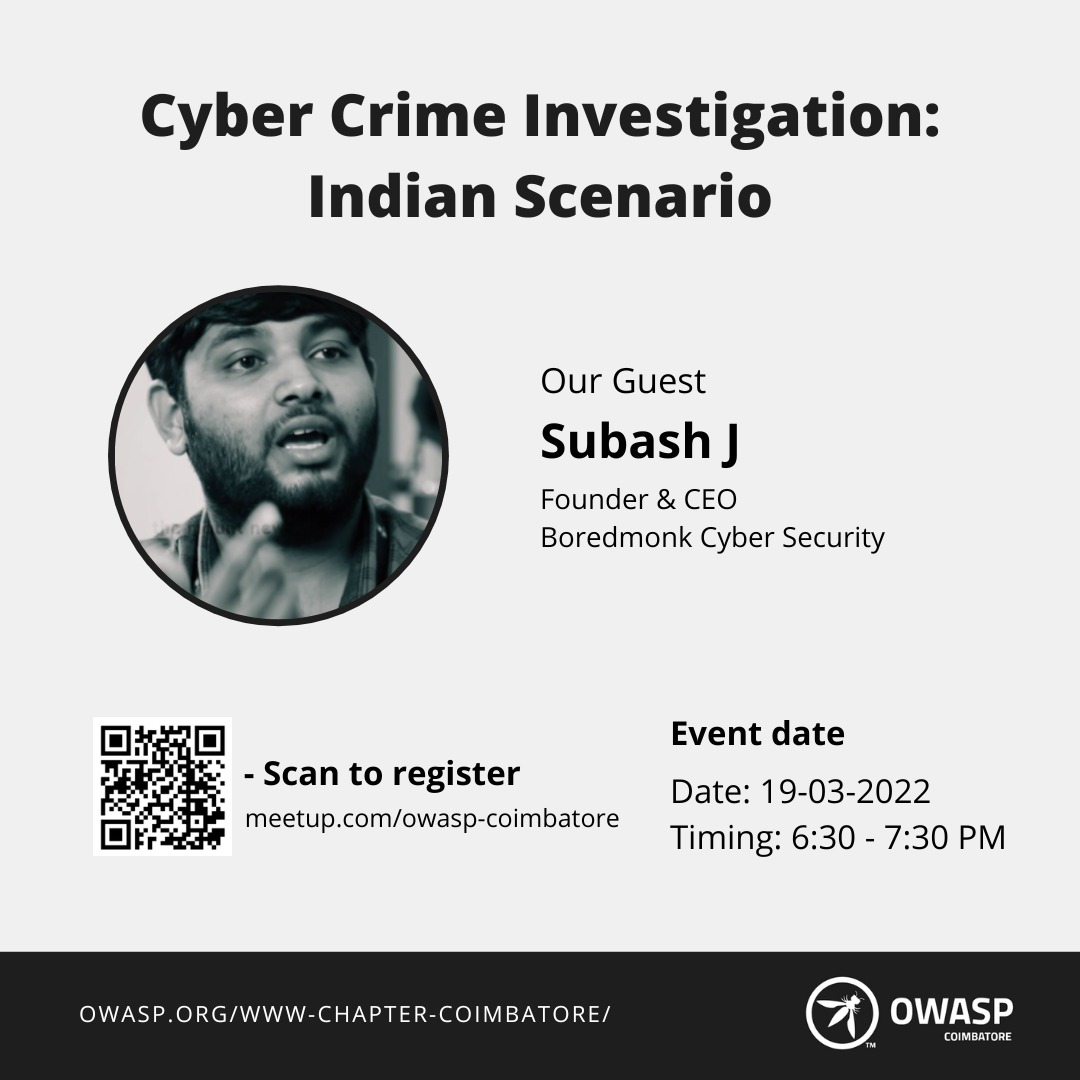 Cyber Crime Investigation:
Indian Scenario
Our Guest
Subash J
Founder & CEO
Boredmonk Cyber Security
- Scan to register
meetup.com/owasp-coimbatore
Event date
Date: 19-03-2022
Timing: 6:30 - 7:30 PM
OWASP.ORG/WWW-CHAPTER-COIMBATORE/
OWASP
COIMBATORE
TM